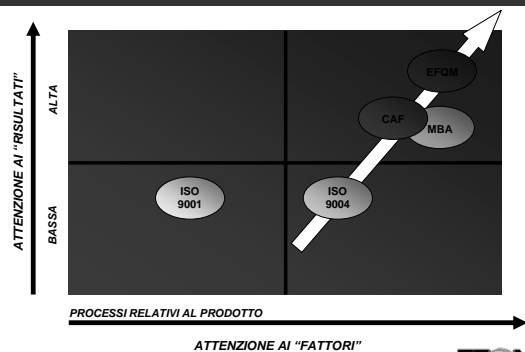 ATTENZIONE AI “RISULTATI”
ALTA
BASSA
EFQM
CAF
MBA
ISO
9001
ISO
9004
PROCESSI RELATIVI AL PRODOTTO
ATTENZIONE AI “FATTORI”